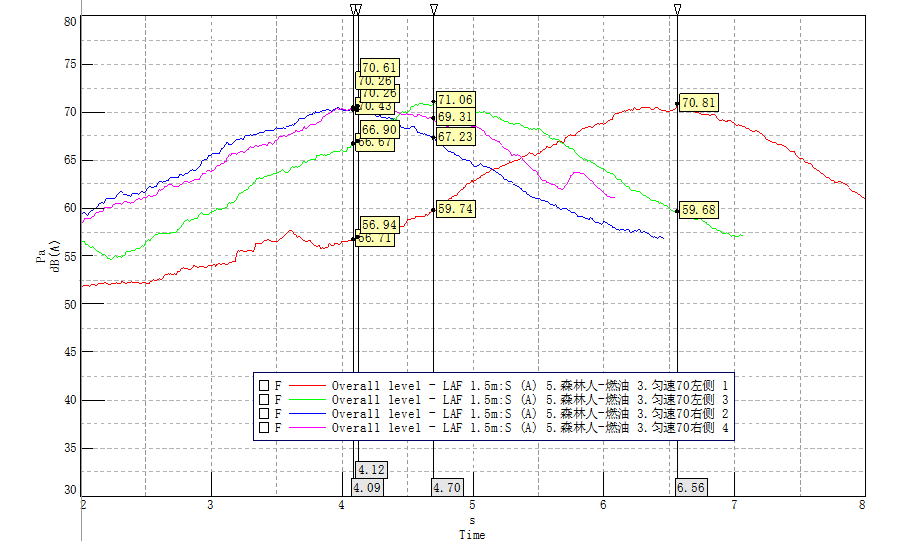 80
75
70
65
60
55
50
45
40
35
30
Pa
dB(A)
70.61
70.26
70.26
70.43
66.90
66.67
56.94
56.71
71.06
69.31
67.23
59.74
70.81
59.68
F Overall level - LAF 1.5m:S (A) 5.森林人-燃油 3.匀速70左侧 1
F Overall level - LAF 1.5m:S (A) 5.森林人-燃油 3.匀速70左侧 3
F Overall level - LAF 1.5m:S (A) 5.森林人-燃油 3.匀速70右侧 2
F Overall level - LAF 1.5m:S (A) 5.森林人-燃油 3.匀速70右侧 4
4.12
4.09 4.70 6.56
2 3 4 5 6 7 8
s
Time